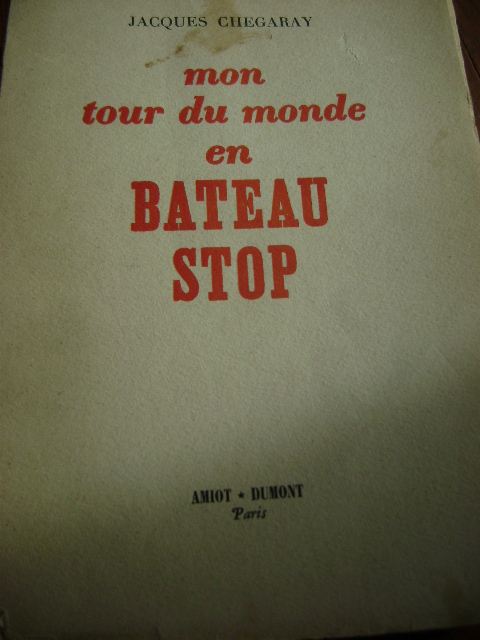 JACQUES CHEGARAY
mon
tour du monde
en
BATEAU
STOP
AMIOT * DUMONT
Paris